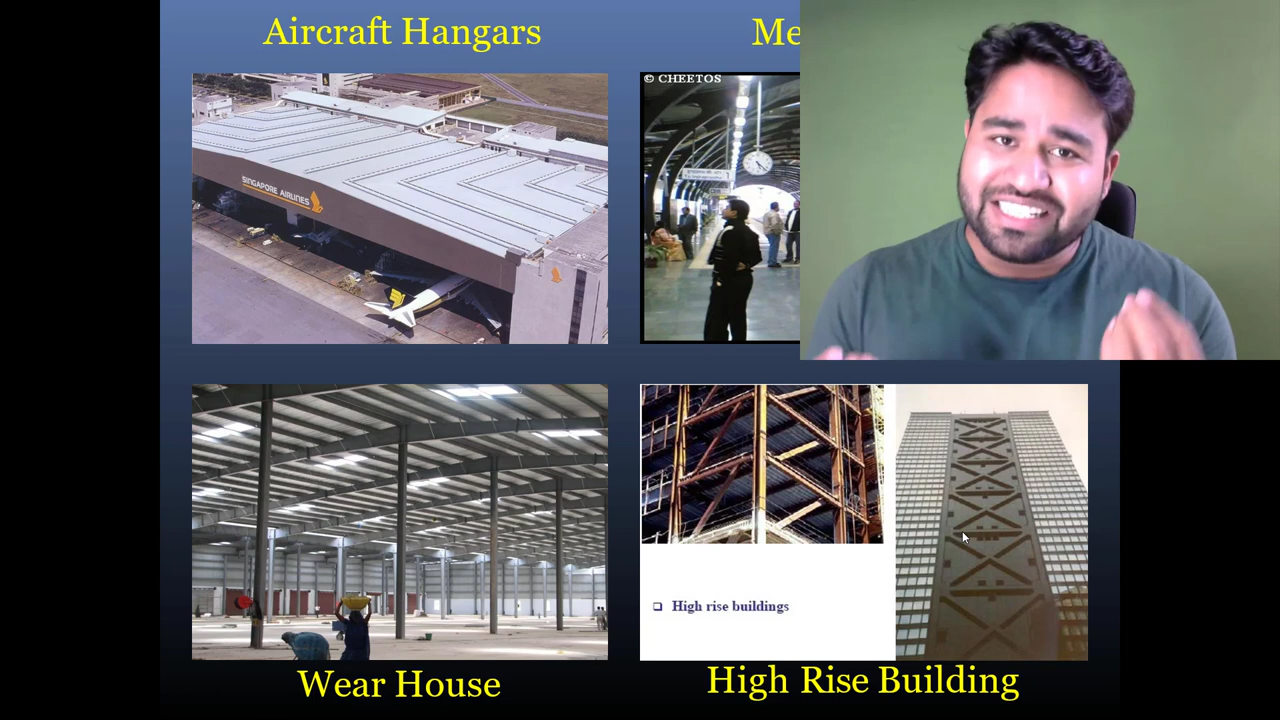 Aircraft Hangars
Me
© CHEETOS
SINGAPORE AIRLINES
❑ High rise buildings
Wear House
High Rise Building